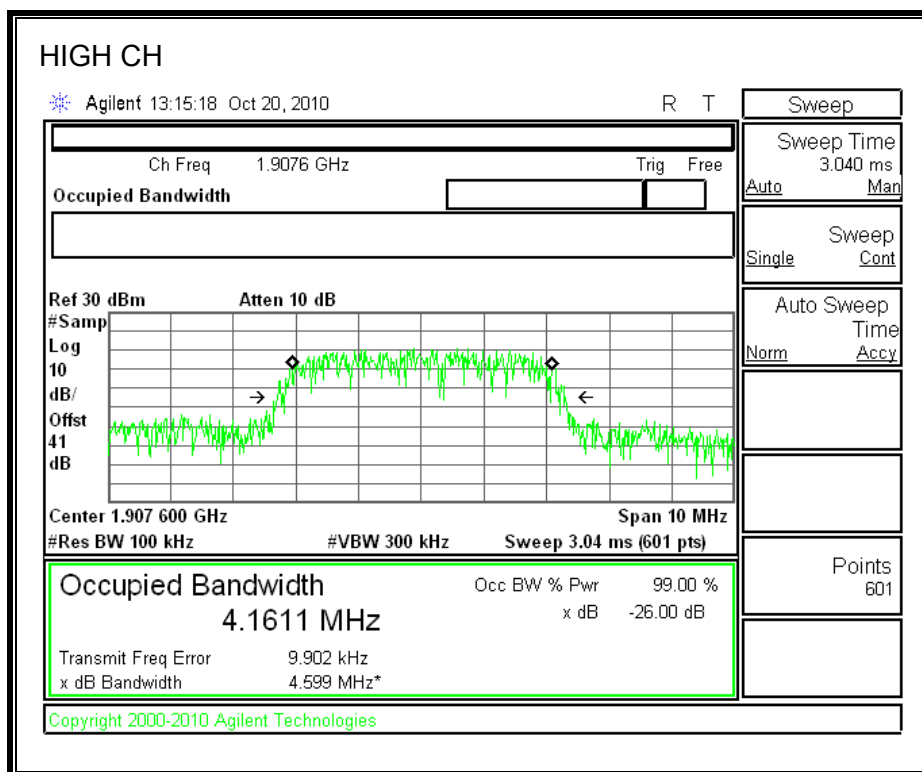 HIGH CH
Agilent 13:15:18 Oct 20, 2010 R T
Sweep
Ch Freq 1.9076 GHz Trig Free
Occupied Bandwidth
Sweep Time
3.040 ms
Auto Man
Sweep
Single Cont
Auto Sweep
Time
Norm Accy
Ref 30 dBm Atten 10 dB
#Samp
Log
10
dB/
Offst
41
dB
Center 1.907 600 GHz Span 10 MHz
#Res BW 100 kHz #VBW 300 kHz Sweep 3.04 ms (601 pts)
Points
601
Occupied Bandwidth Occ BW % Pwr 99.00 %
4.1611 MHz x dB -26.00 dB
Transmit Freq Error 9.902 kHz
x dB Bandwidth 4.599 MHz*
Copyright 2000-2010 Agilent Technologies